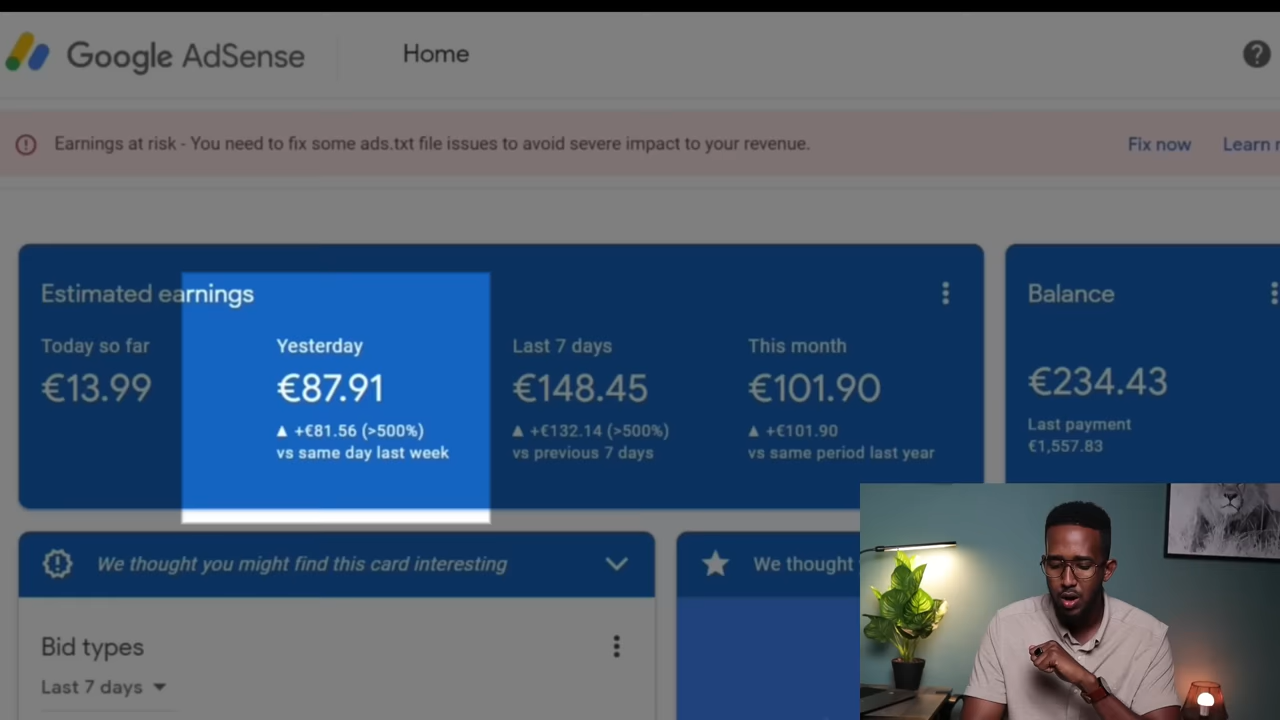 Google AdSense
Home
Earnings at risk - You need to fix some ads.txt file issues to avoid severe impact to your revenue.
Fix now
Learn
Estimated earnings
Today so far
€13.99
Yesterday
€87.91
▲ +€81.56 (>500%)
vs same day last week
Last 7 days
€148.45
▲ +€132.14 (>500%)
vs previous 7 days
This month
€101.90
▲ +€101.90
vs same period last year
Balance
€234.43
Last payment
€1,557.83
We thought you might find this card interesting
We thought
Bid types
Last 7 days